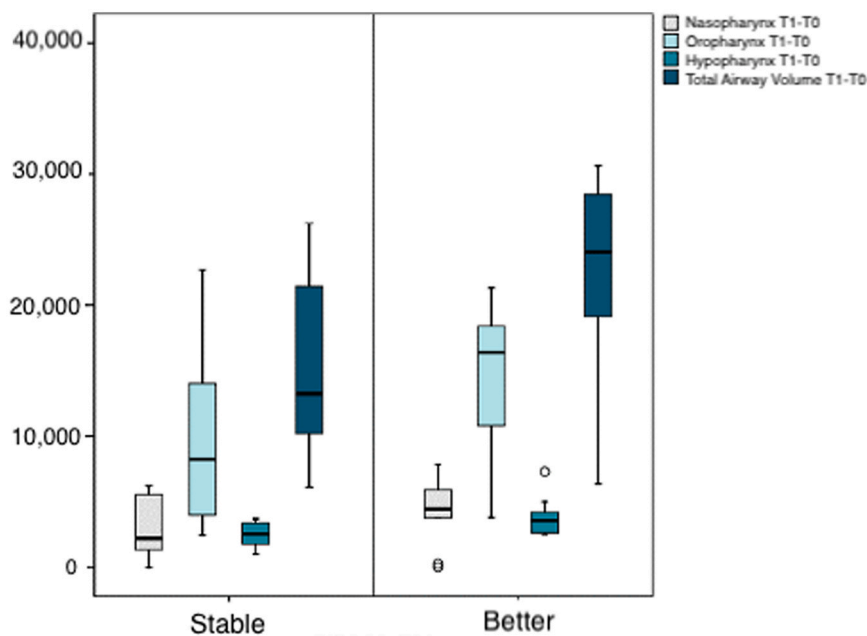 40,000
30,000
20,000
10,000
0
Stable
Better
Nasopharynx T1-T0
Oropharynx T1-T0
Hypopharynx T1-T0
Total Airway Volume T1-T0